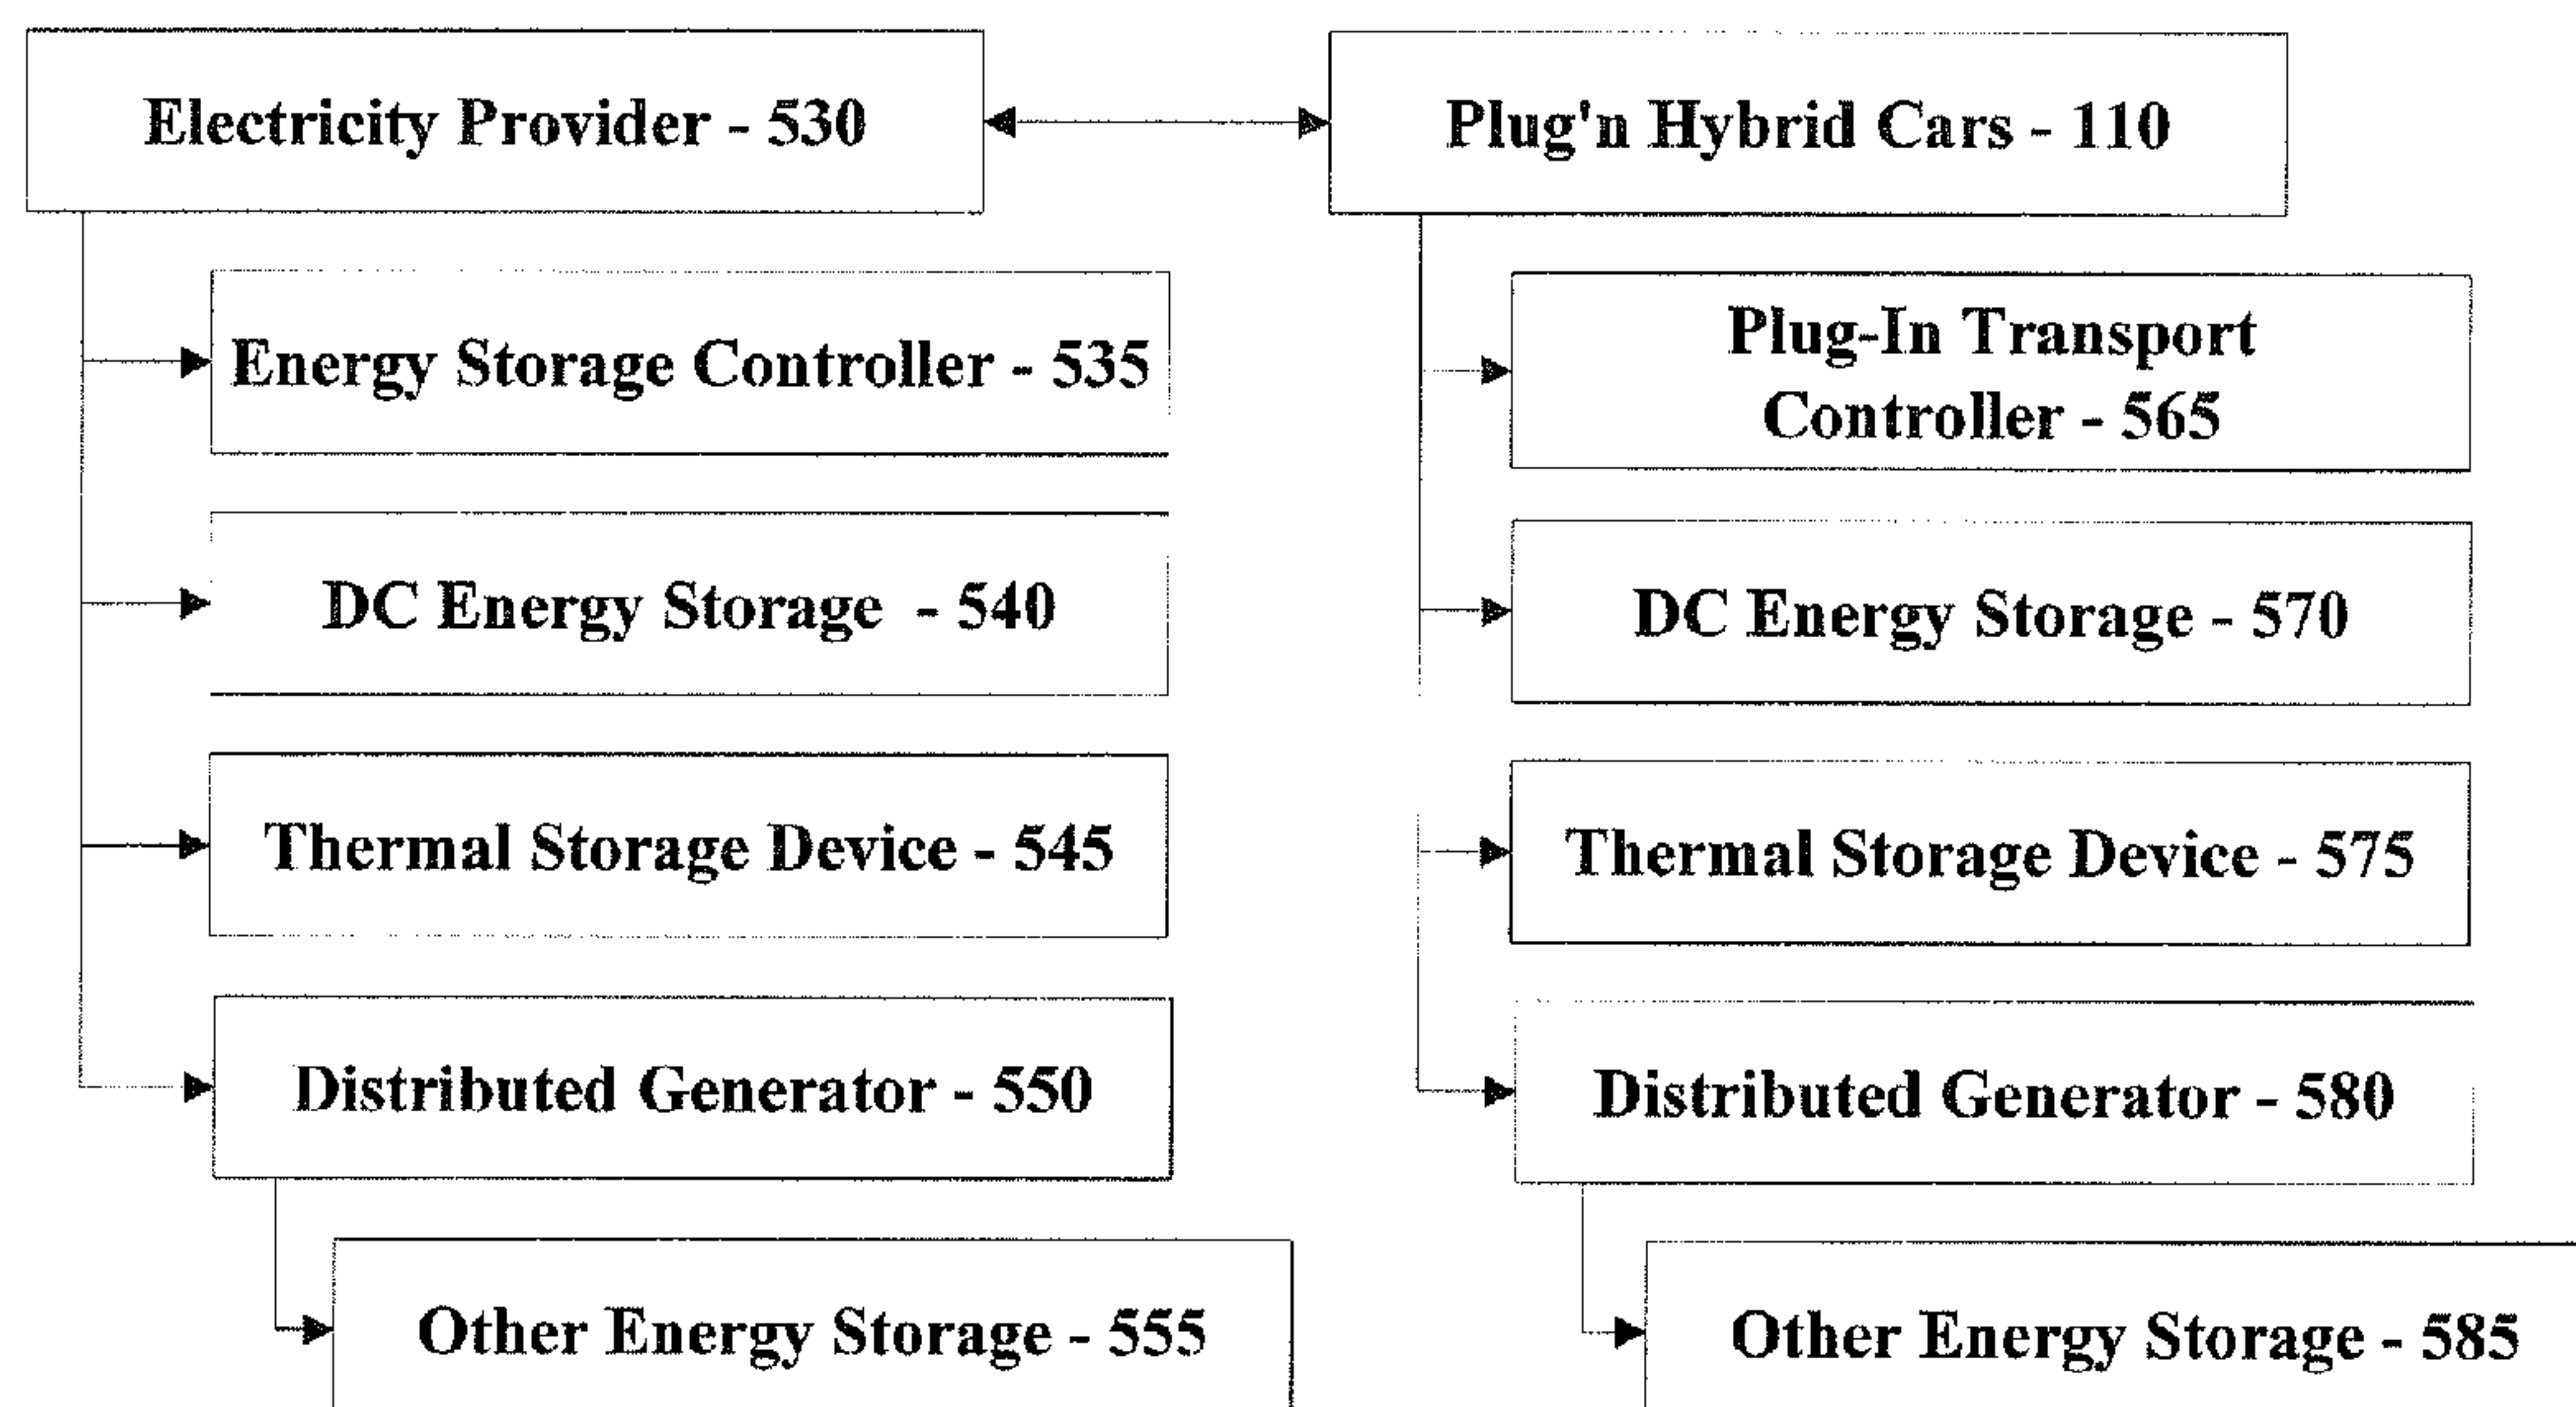 Electricity Provider - 530
Plug'n Hybrid Cars - 110
Energy Storage Controller - 535
Plug-In Transport
Controller - 565
DC Energy Storage - 540
DC Energy Storage - 570
Thermal Storage Device - 545
Thermal Storage Device - 575
Distributed Generator - 550
Distributed Generator - 580
Other Energy Storage - 555
Other Energy Storage - 585